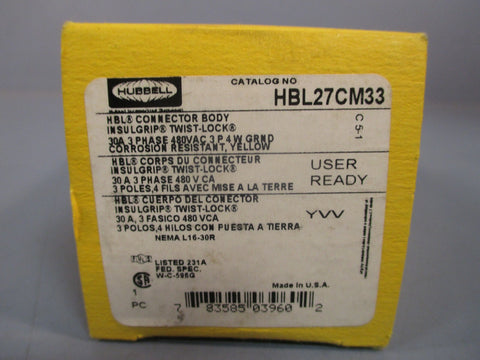 HUBBELL
CATALOG NO
HBL27CM33
HBL® CONNECTOR BODY
INSULGRIP® TWIST-LOCK®
30A 3 PHASE 480VAC 3 P 4 W GRND
CORROSION RESISTANT, YELLOW
C 5-1
HBL® CORPS DU CONNECTEUR
INSULGRIP® TWIST-LOCK®
30 A 3 PHASE 480 V CA
3 POLES,4 FILS AVEC MISE A LA TERRE
USER
READY
HBL® CUERPO DEL CONECTOR
INSULGRIP® TWIST-LOCK®
30 A, 3 FASICO 480 VCA
3 POLOS,4 HILOS CON PUESTA A TIERRA
YVV
NEMA L16-30R
LISTED 231A
FED. SPEC.
W-C-596G
SA
Made in U.S.A.
1
PC
7 83585 03960 2